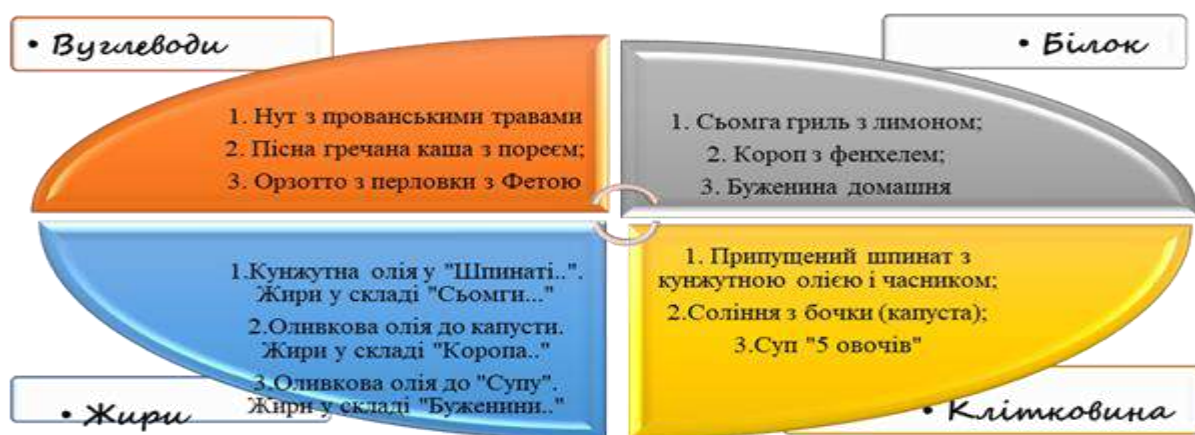 • Вуглеводи
1. Нут з прованськими травами
2. Пісна гречана каша з пореєм;
3. Орзотто з перловки з Фетою
• Білок
1. Сьомга гриль з лимоном;
2. Короп з фенхелем;
3. Буженина домашня
1.Кунжутна олія у "Шпинаті..".
Жири у складі "Сьомги..."
2.Оливкова олія до капусти.
Жири у складі "Коропа.."
3.Оливкова олія до "Супу".
Жири у складі "Буженини.."
• Жири
1. Припущений шпинат з
кунжутною олією і часником;
2.Соління з бочки (капуста);
3.Суп "5 овочів"
• Клітковина